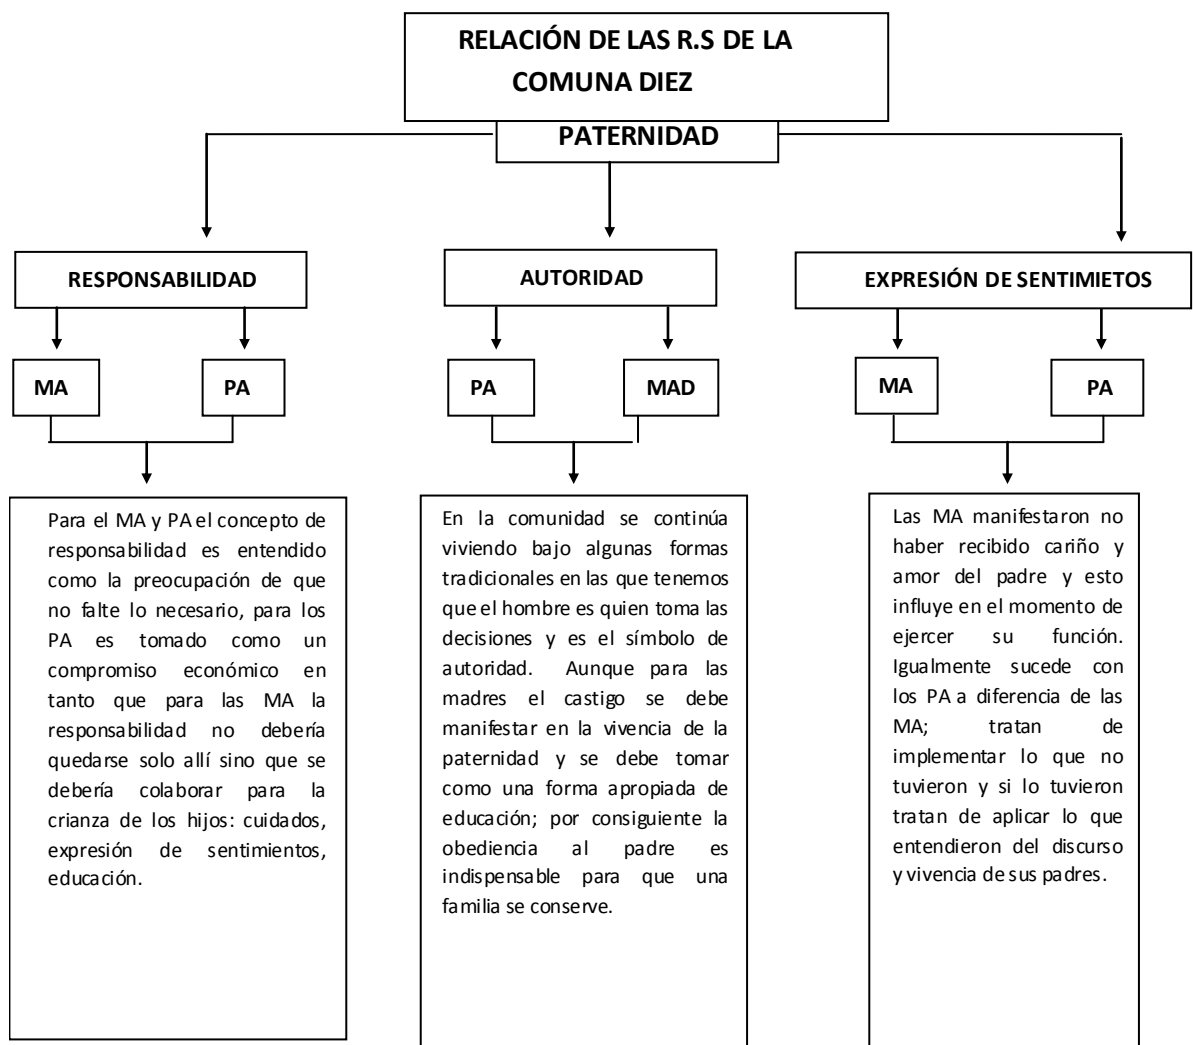 RELACIÓN DE LAS R.S DE LA
COMUNA DIEZ
PATERNIDAD
RESPONSABILIDAD
AUTORIDAD
EXPRESIÓN DE SENTIMIETOS
MA
PA
PA
MAD
MA
PA
Para el MA y PA el concepto de
responsabilidad es entendido
como la preocupación de que
no falte lo necesario, para los
PA es tomado como un
compromiso económico en
tanto que para las MA la
responsabilidad no debería
quedarse solo allí sino que se
debería colaborar para la
crianza de los hijos: cuidados,
expresión de sentimientos,
educación.
En la comunidad se continúa
viviendo bajo algunas formas
tradicionales en las que tenemos
que el hombre es quien toma las
decisiones y es el símbolo de
autoridad. Aunque para las
madres el castigo se debe
manifestar en la vivencia de la
paternidad y se debe tomar
como una forma apropiada de
educación; por consiguiente la
obediencia al padre es
indispensable para que una
familia se conserve.
Las MA manifestaron no
haber recibido cariño y
amor del padre y esto
influye en el momento de
ejercer su función.
Igualmente sucede con
los PA a diferencia de las
MA; tratan de
implementar lo que no
tuvieron y si lo tuvieron
tratan de aplicar lo que
entendieron del discurso
y vivencia de sus padres.